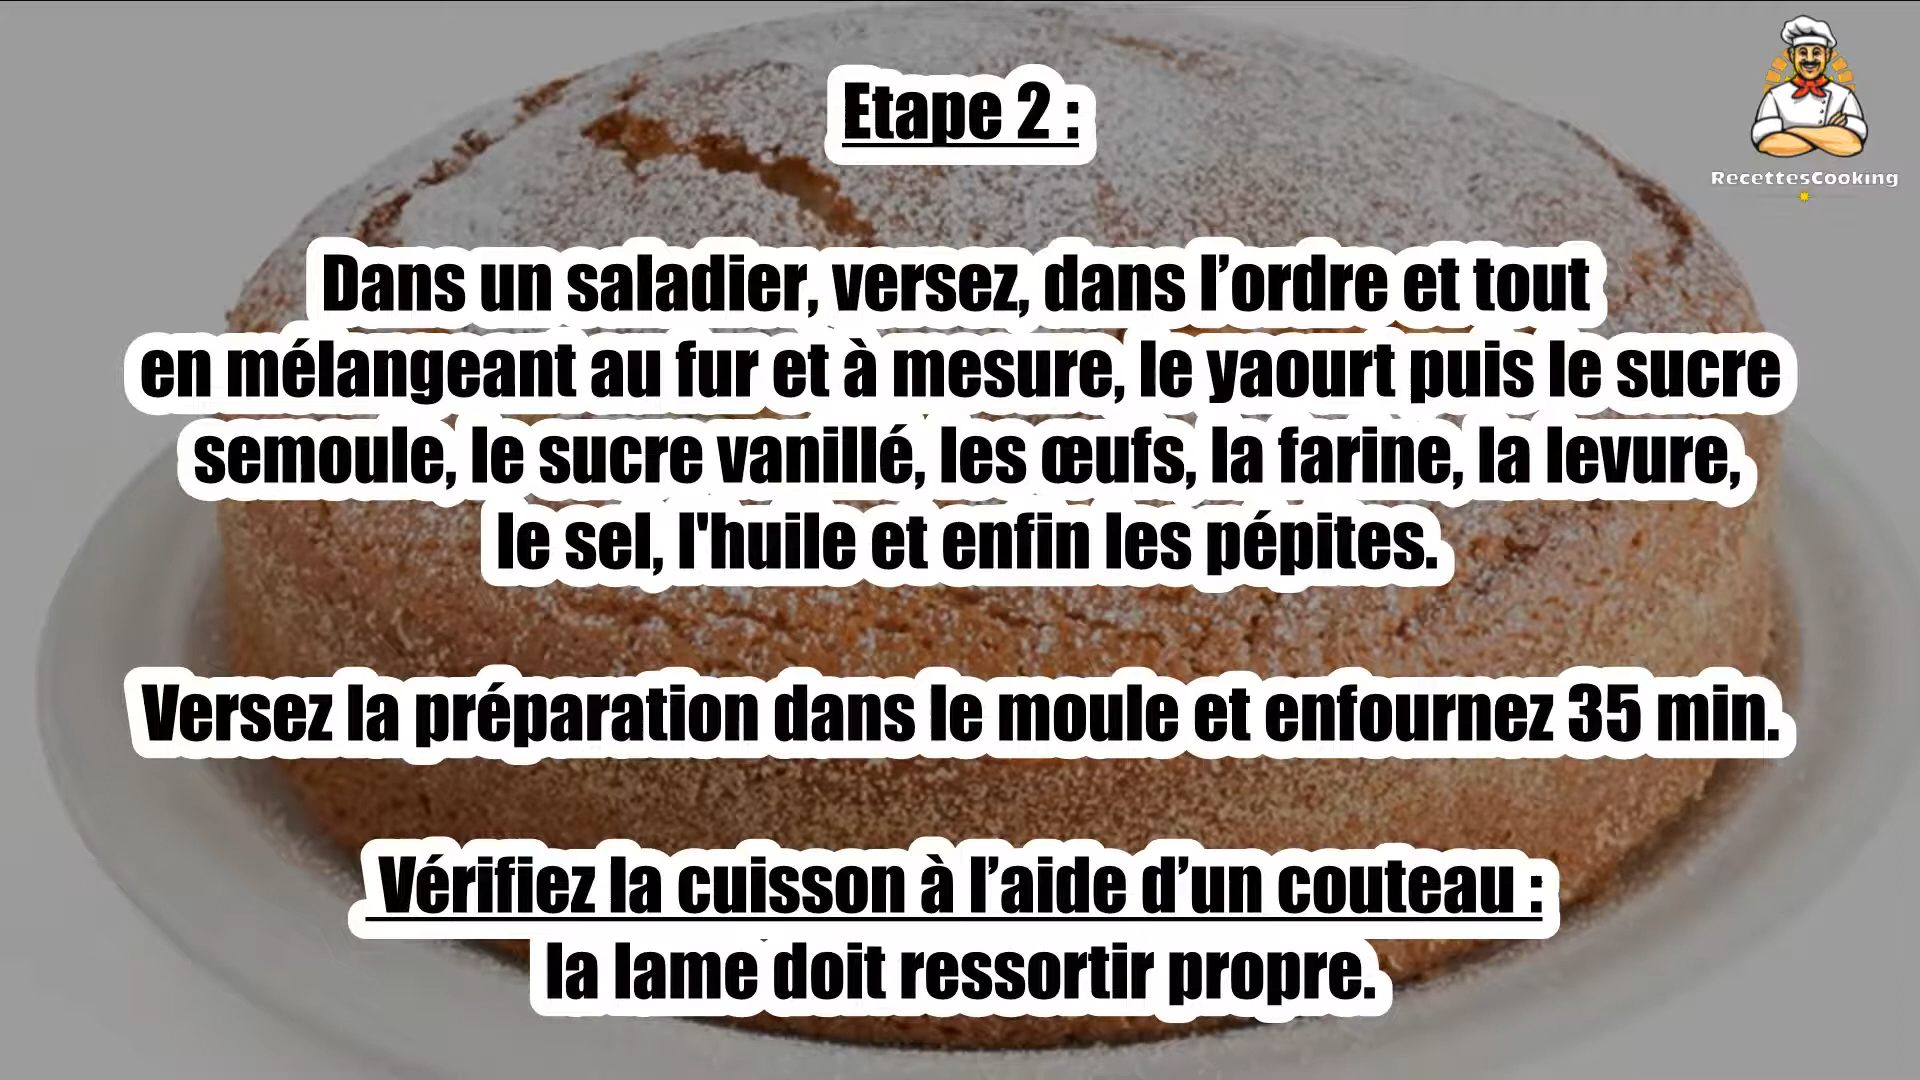 Etape 2 :
RecettesCooking
Dans un saladier, versez, dans l’ordre et tout
en mélangeant au fur et à mesure, le yaourt puis le sucre
semoule, le sucre vanillé, les œufs, la farine, la levure,
le sel, l'huile et enfin les pépites.
Versez la préparation dans le moule et enfournez 35 min.
Vérifiez la cuisson à l’aide d’un couteau :
la lame doit ressortir propre.